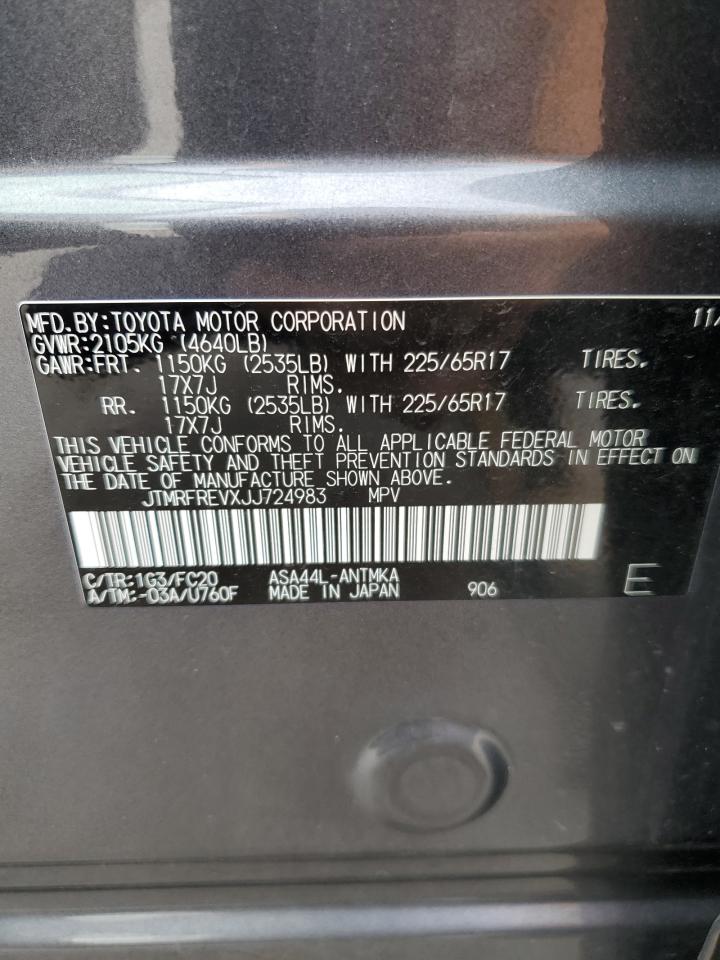 MFD.BY:TOYOTA MOTOR CORPORATION 11/
GVWR:2105KG (4640LB)
GAWR:FRT. 1150KG (2535LB) WITH 225/65R17 TIRES.
17X7J RIMS.
RR. 1150KG (2535LB) WITH 225/65R17 TIRES.
17X7J RIMS.
THIS VEHICLE CONFORMS TO ALL APPLICABLE FEDERAL MOTOR
VEHICLE SAFETY AND THEFT PREVENTION STANDARDS IN EFFECT ON
THE DATE OF MANUFACTURE SHOWN ABOVE.
JTMRFREVXJJ724983 MPV
C/TR:1G3/FC20 ASA44L-ANTMKA
A/TM:-03A/U760F MADE IN JAPAN 906 E